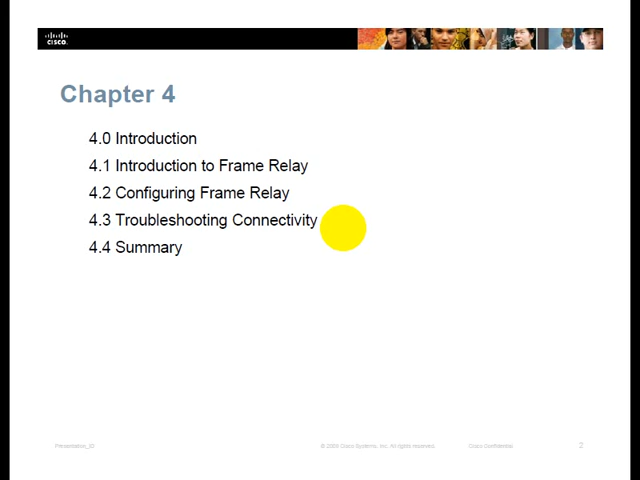 CISCO
Chapter 4
4.0 Introduction
4.1 Introduction to Frame Relay
4.2 Configuring Frame Relay
4.3 Troubleshooting Connectivity
4.4 Summary
Presentation_ID
© 2008 Cisco Systems, Inc. All rights reserved.
Cisco Confidential
2